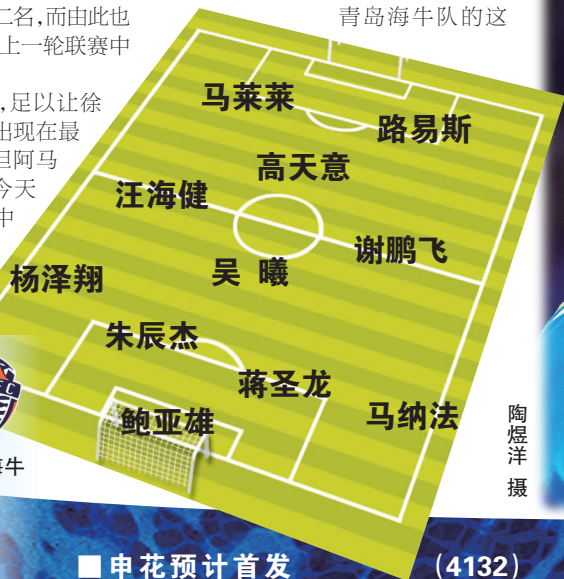 二名,而由此也
上一轮联赛中
,足以让徐
出现在最
但阿马
今天
中
青岛海牛队的这
马莱莱
路易斯
高天意
汪海健
谢鹏飞
杨泽翔
吴 曦
朱辰杰
蒋圣龙
鲍亚雄
马纳法
海牛
陶煜洋 摄
■申花预计首发 (4132)